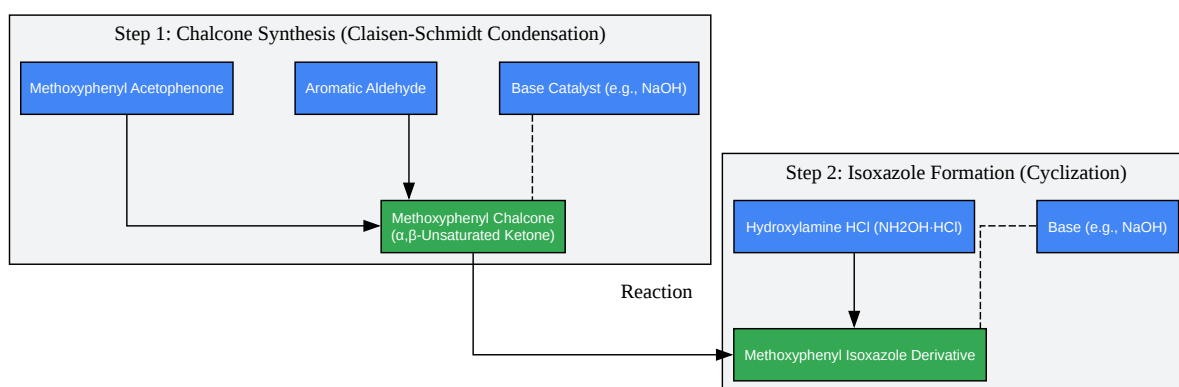 Step 1: Chalcone Synthesis (Claisen-Schmidt Condensation)
Methoxyphenyl Acetophenone
Aromatic Aldehyde
Base Catalyst (e.g., NaOH)
Methoxyphenyl Chalcone
(α,β-Unsaturated Ketone)
Reaction
Step 2: Isoxazole Formation (Cyclization)
Hydroxylamine HCl (NH2OH·HCl)
Base (e.g., NaOH)
Methoxyphenyl Isoxazole Derivative